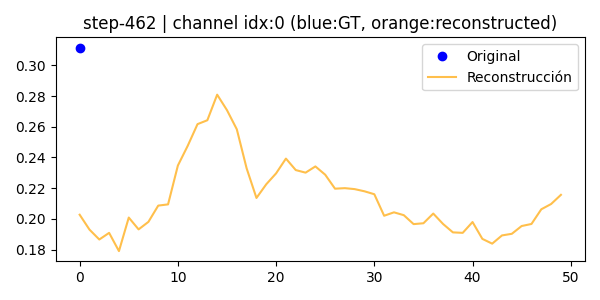 step-462 | channel idx:0 (blue:GT, orange:reconstructed)
Original
Reconstrucción
0.30
0.28
0.26
0.24
0.22
0.20
0.18
0 10 20 30 40 50